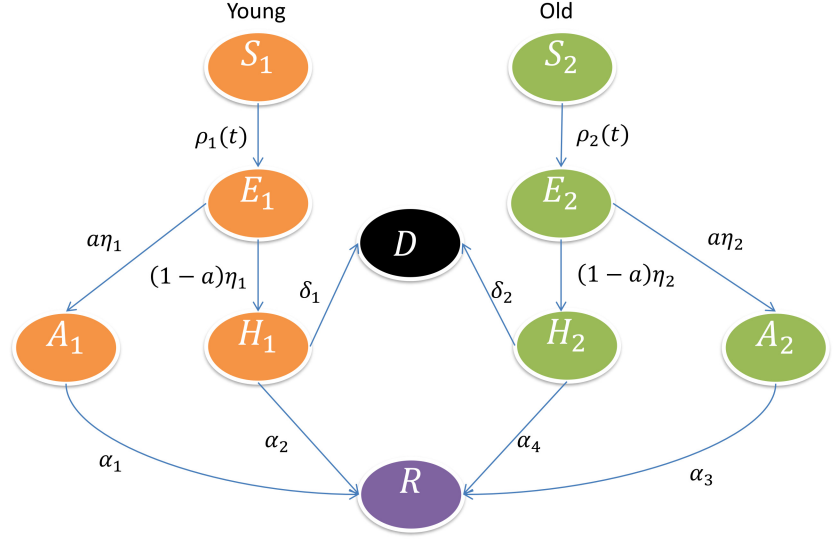 Young Old
S₁ S₂
ρ₁(t) ρ₂(t)
E₁ E₂
D
aη₁ aη₂
(1 − a)η₁ (1 − a)η₂
δ₁ δ₂
A₁ H₁ H₂ A₂
α₁ α₂ α₄ α₃
R